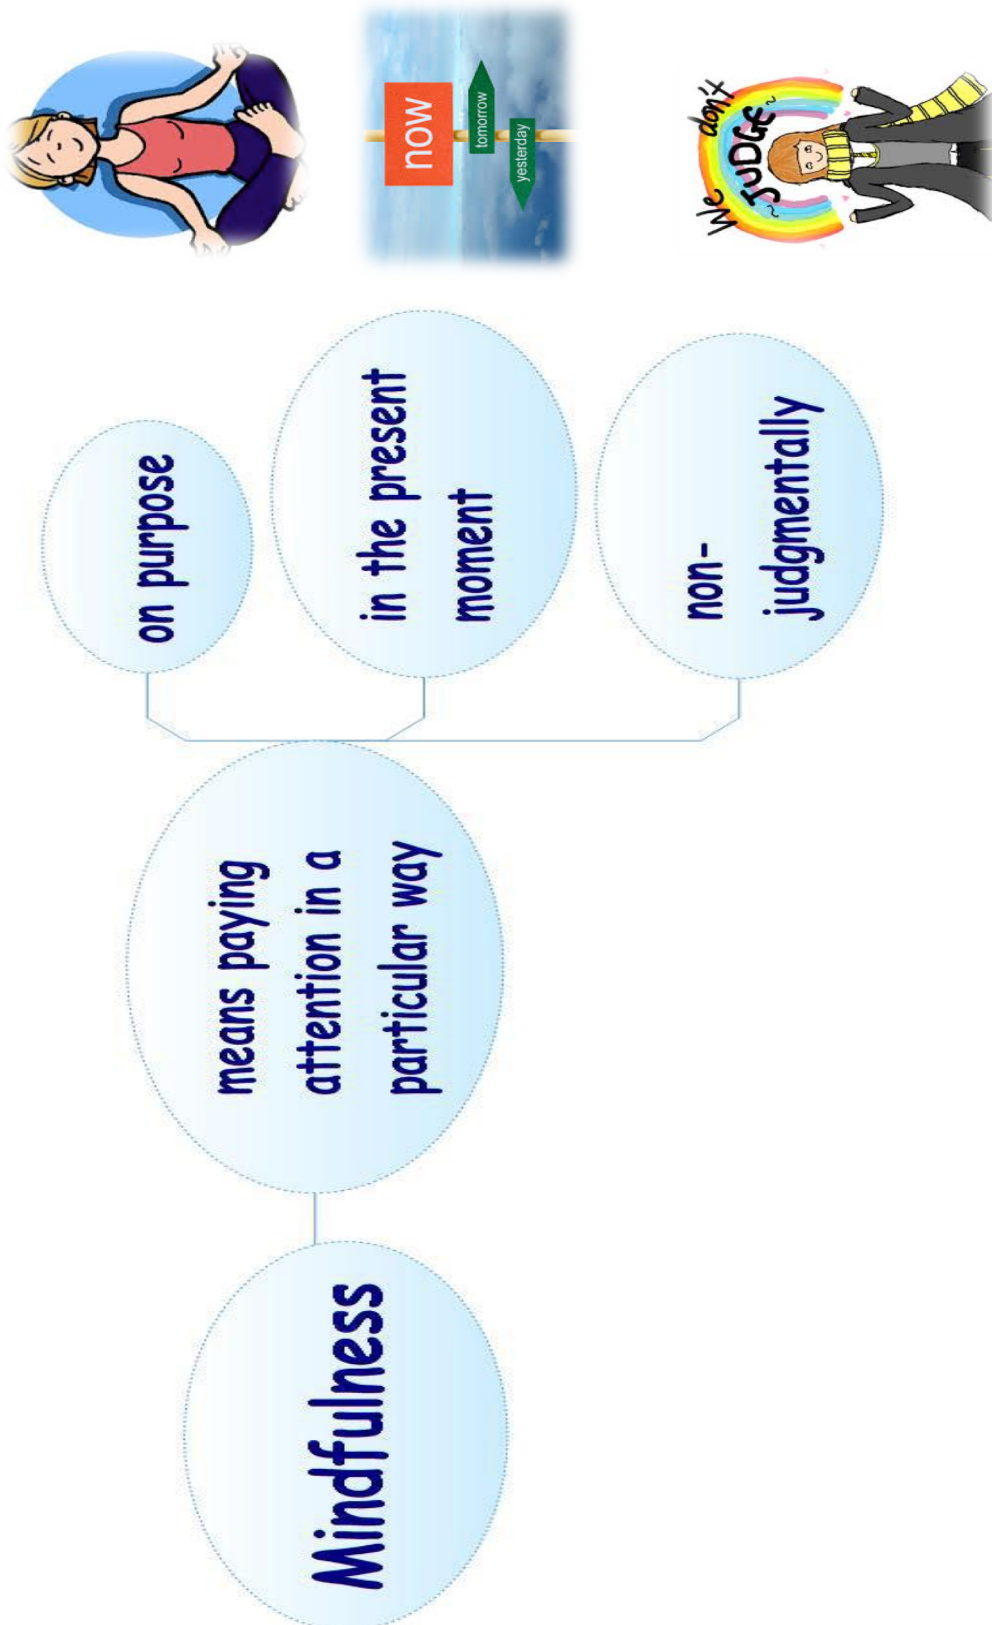 Mindfulness
means paying
attention in a
particular way
on purpose
in the present
moment
non-
judgmentally
now
tomorrow
yesterday
We don't
~JUDGE~